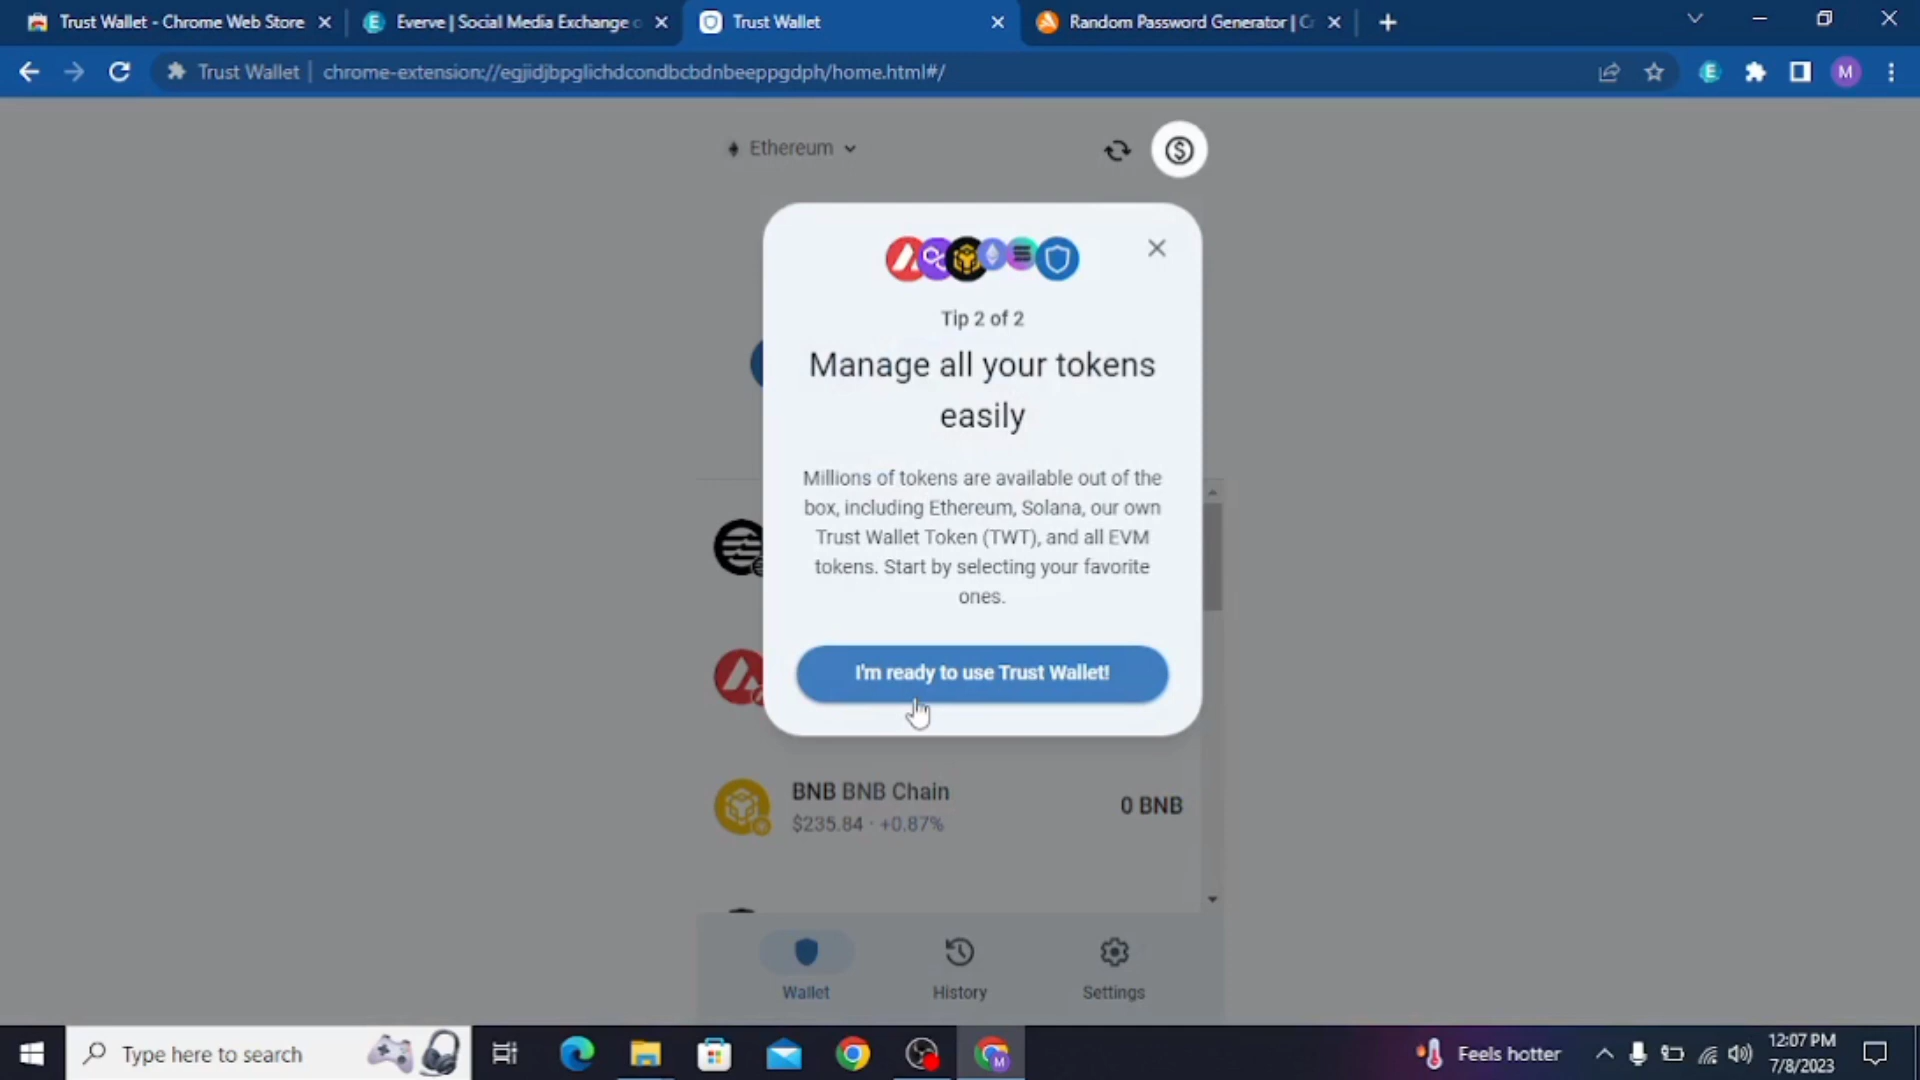 Trust Wallet - Chrome Web Store
Everve | Social Media Exchange
Trust Wallet
Random Password Generator |
Trust Wallet
chrome-extension://egjidjbpglichdcondbcbdnbeeppgdph/home.html#/
E
M
Ethereum
Tip 2 of 2
Manage all your tokens
easily
Millions of tokens are available out of the
box, including Ethereum, Solana, our own
Trust Wallet Token (TWT), and all EVM
tokens. Start by selecting your favorite
ones.
I'm ready to use Trust Wallet!
BNB BNB Chain
0 BNB
$235.84 · +0.87%
Wallet
History
Settings
Type here to search
Feels hotter
12:07 PM
7/8/2023